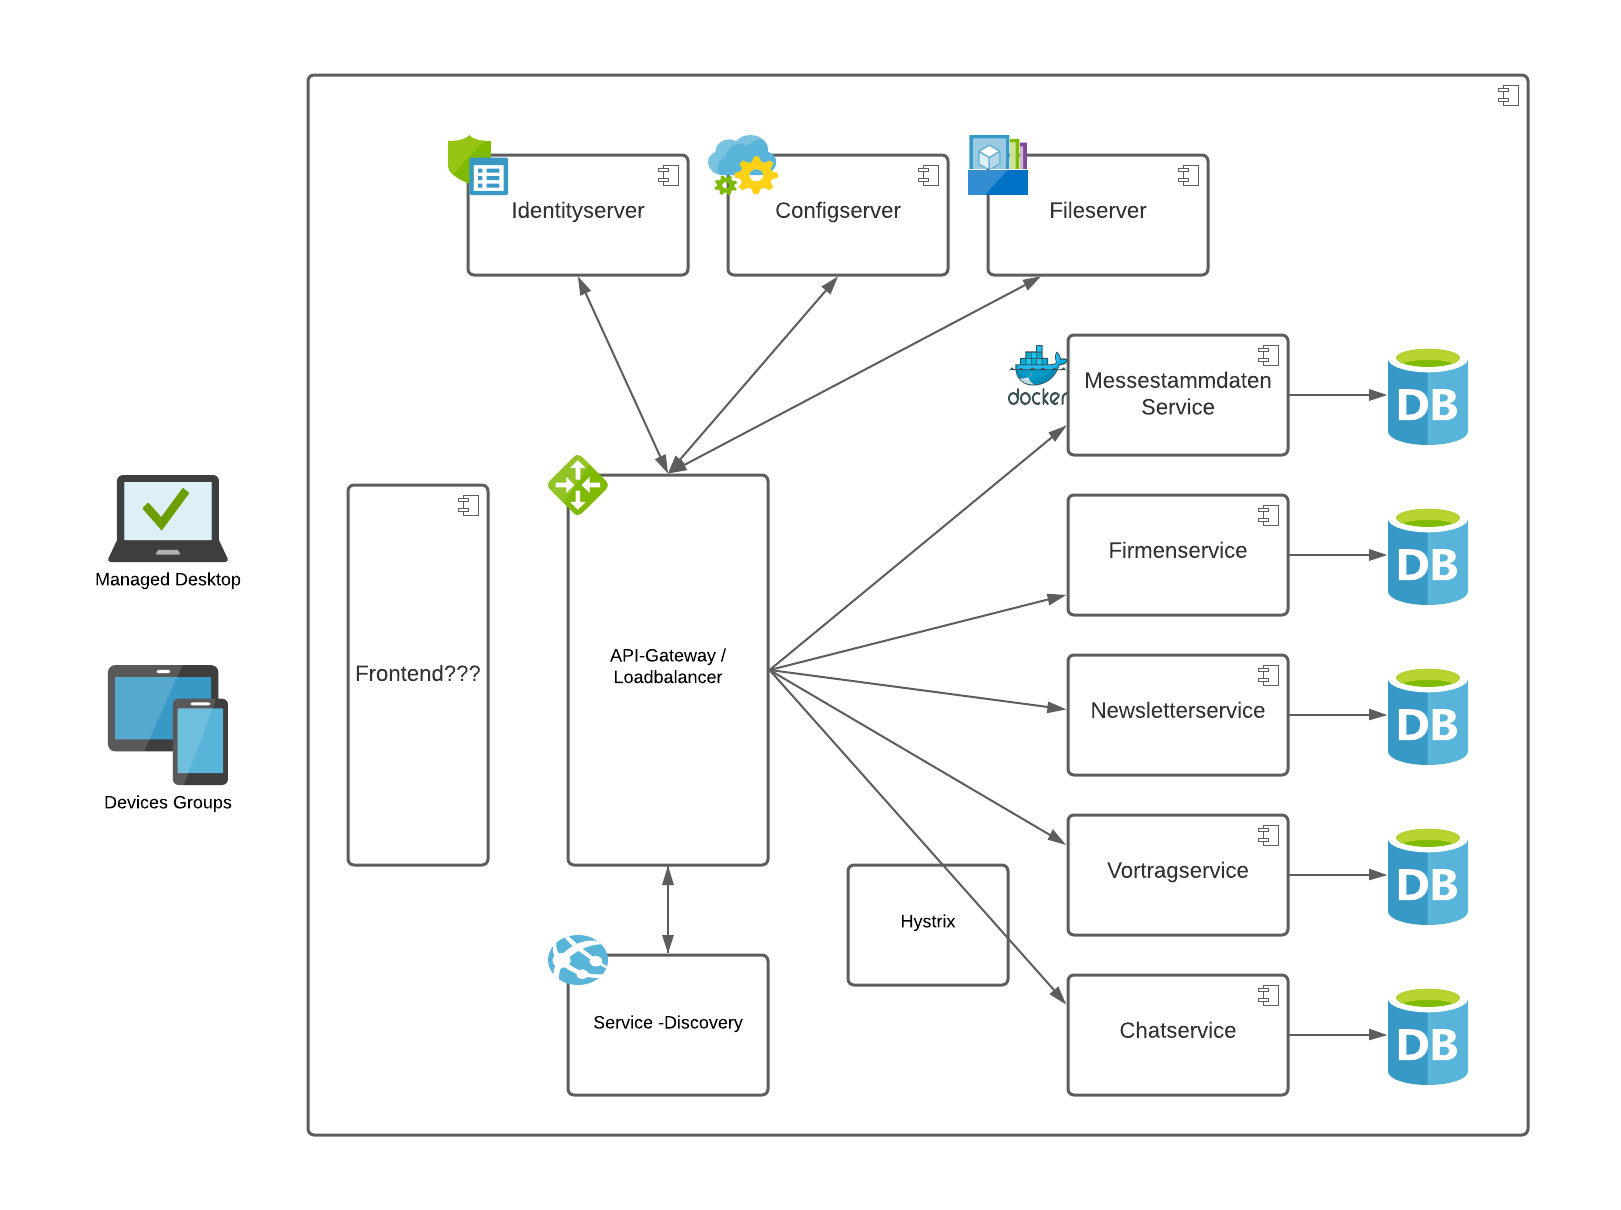 Identityserver
Configserver
Fileserver
docker
Messestammdaten
Service
DB
Managed Desktop
Frontend???
API-Gateway /
Loadbalancer
Firmenservice
DB
Newsletterservice
DB
Devices Groups
Hystrix
Vortragservice
DB
Service -Discovery
Chatservice
DB